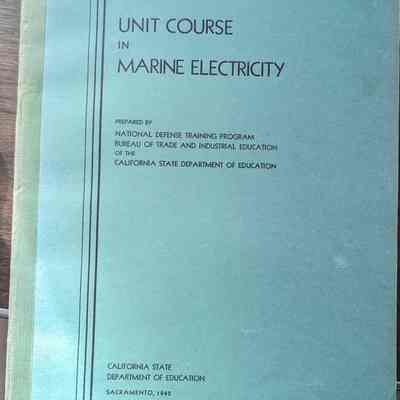 UNIT COURSE
IN
MARINE ELECTRICITY
PREPARED BY
NATIONAL DEFENSE TRAINING PROGRAM
BUREAU OF TRADE AND INDUSTRIAL EDUCATION
OF THE
CALIFORNIA STATE DEPARTMENT OF EDUCATION
CALIFORNIA STATE
DEPARTMENT OF EDUCATION
SACRAMENTO,